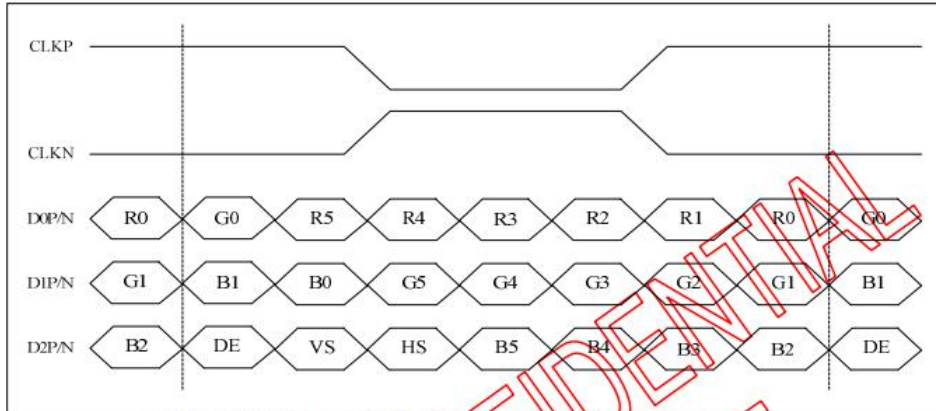 CLKP
CLKN
D0P/N R0 G0 R5 R4 R3 R2 R1 R0 G0
D1P/N G1 B1 B0 G5 G4 G3 G2 G1 B1
D2P/N B2 DE VS HS B5 B4 B3 B2 DE
FIDENTIAL